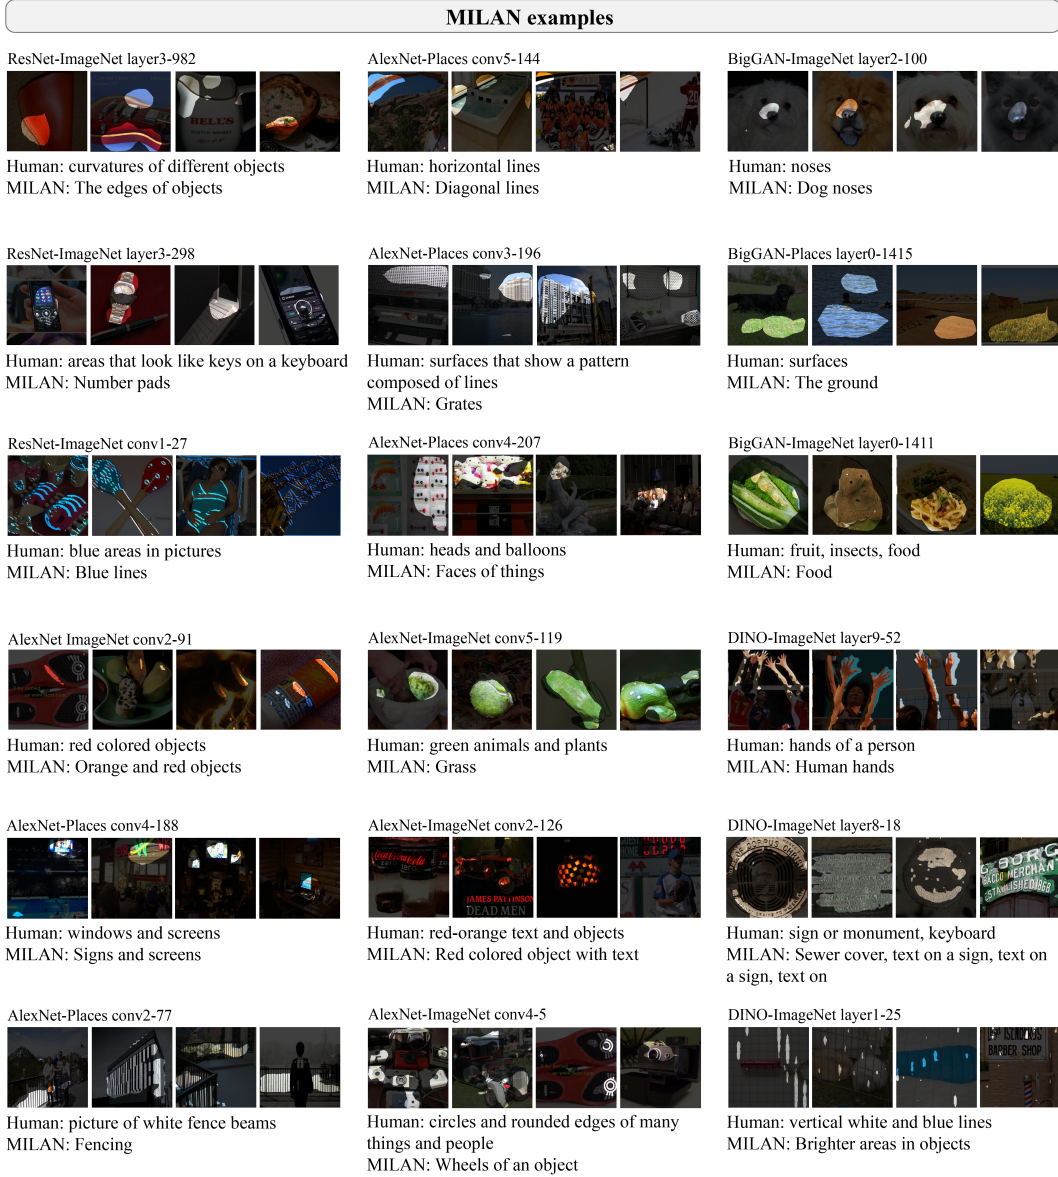 MILAN examples
ResNet-ImageNet layer3-982
BELL'S
Human: curvatures of different objects
MILAN: The edges of objects
AlexNet-Places conv5-144
20
Human: horizontal lines
MILAN: Diagonal lines
BigGAN-ImageNet layer2-100
Human: noses
MILAN: Dog noses
ResNet-ImageNet layer3-298
Human: areas that look like keys on a keyboard
MILAN: Number pads
AlexNet-Places conv3-196
Human: surfaces that show a pattern
composed of lines
MILAN: Grates
BigGAN-Places layer0-1415
Human: surfaces
MILAN: The ground
ResNet-ImageNet conv1-27
Human: blue areas in pictures
MILAN: Blue lines
AlexNet-Places conv4-207
Human: heads and balloons
MILAN: Faces of things
BigGAN-ImageNet layer0-1411
Human: fruit, insects, food
MILAN: Food
AlexNet ImageNet conv2-91
Human: red colored objects
MILAN: Orange and red objects
AlexNet-ImageNet conv5-119
Human: green animals and plants
MILAN: Grass
DINO-ImageNet layer9-52
Human: hands of a person
MILAN: Human hands
AlexNet-Places conv4-188
Human: windows and screens
MILAN: Signs and screens
AlexNet-ImageNet conv2-126
Coca-Cola
JAMES PATTINSON
DEAD MEN
HOME
Human: red-orange text and objects
MILAN: Red colored object with text
DINO-ImageNet layer8-18
BORG
ACCO MERCHANT
ESTABLISHED 1868
Human: sign or monument, keyboard
MILAN: Sewer cover, text on a sign, text on
a sign, text on
AlexNet-Places conv2-77
Human: picture of white fence beams
MILAN: Fencing
AlexNet-ImageNet conv4-5
Human: circles and rounded edges of many
things and people
MILAN: Wheels of an object
DINO-ImageNet layer1-25
BARBER SHOP
Human: vertical white and blue lines
MILAN: Brighter areas in objects